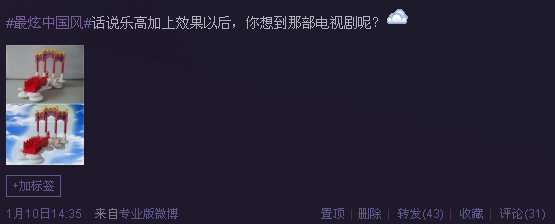 #最炫中国风#话说乐高加上效果以后，你想到那部电视剧呢？
+加标签
1月10日14:35 来自专业版微博 置顶 | 删除 | 转发(43) | 收藏 | 评论(31)